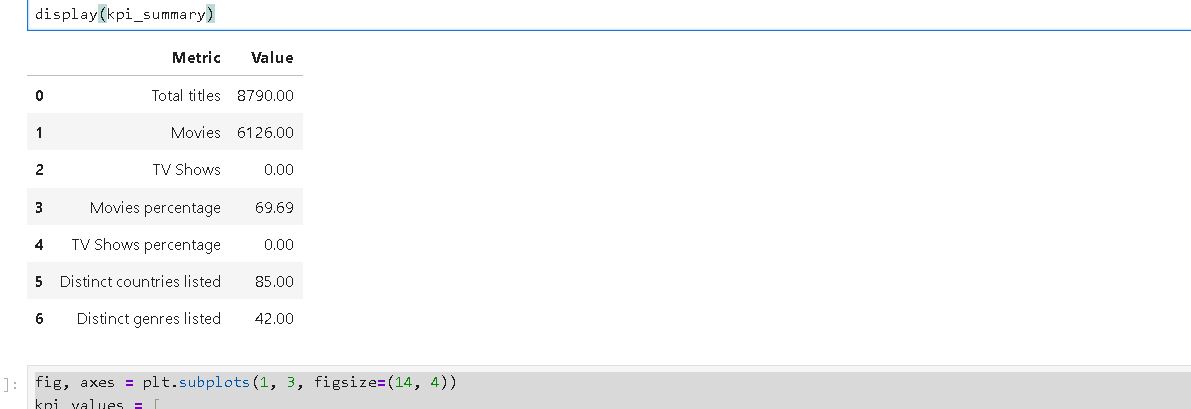 display(kpi_summary)
Metric Value
0 Total titles 8790.00
1 Movies 6126.00
2 TV Shows 0.00
3 Movies percentage 69.69
4 TV Shows percentage 0.00
5 Distinct countries listed 85.00
6 Distinct genres listed 42.00
]: fig, axes = plt.subplots(1, 3, figsize=(14, 4))
kpi_values = [